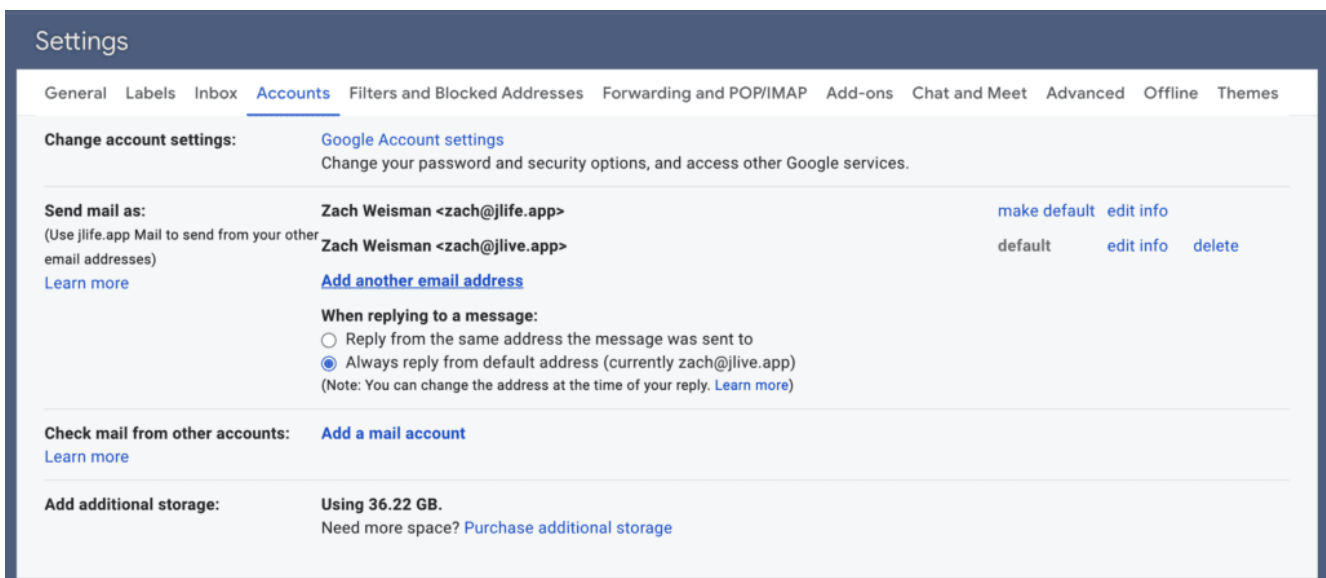 Settings
General Labels Inbox Accounts Filters and Blocked Addresses Forwarding and POP/IMAP Add-ons Chat and Meet Advanced Offline Themes
Change account settings: Google Account settings
Change your password and security options, and access other Google services.
Send mail as: Zach Weisman <zach@jlife.app> make default edit info
(Use jlife.app Mail to send from your other
email addresses)
Learn more
Zach Weisman <zach@jlive.app> default edit info delete
Add another email address
When replying to a message:
Reply from the same address the message was sent to
Always reply from default address (currently zach@jlive.app)
(Note: You can change the address at the time of your reply. Learn more)
Check mail from other accounts: Add a mail account
Learn more
Add additional storage: Using 36.22 GB.
Need more space? Purchase additional storage